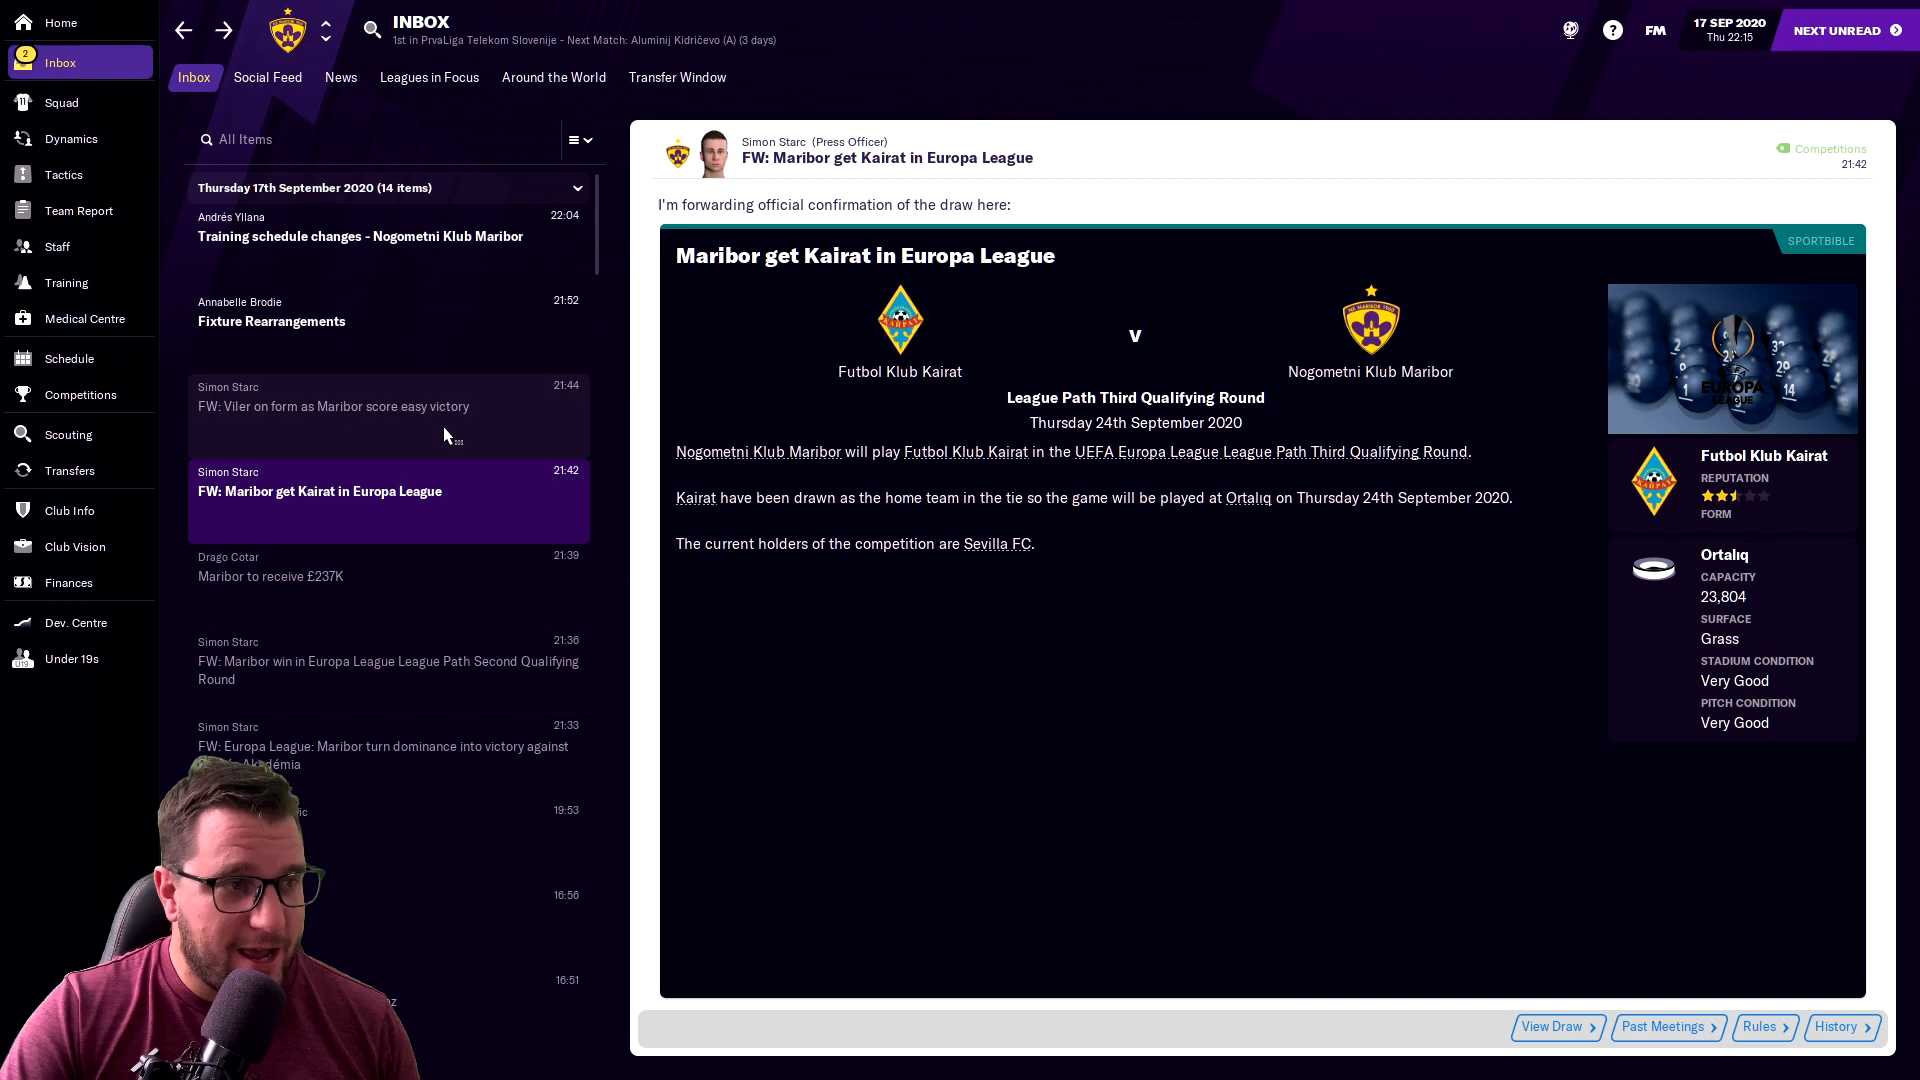 Home
2
Inbox
Squad
Dynamics
Tactics
Team Report
Staff
Training
Medical Centre
Schedule
Competitions
Scouting
Transfers
Club Info
Club Vision
Finances
Dev. Centre
U19
Under 19s
INBOX
1st in PrvaLiga Telekom Slovenije - Next Match: Aluminij Kidričevo (A) (3 days)
FM
17 SEP 2020
Thu 22:15
NEXT UNREAD
Inbox
Social Feed
News
Leagues in Focus
Around the World
Transfer Window
All Items
Thursday 17th September 2020 (14 items)
Andrés Yllana
22:04
Training schedule changes - Nogometni Klub Maribor
Annabelle Brodie
21:52
Fixture Rearrangements
Simon Starc
21:44
FW: Viler on form as Maribor score easy victory
Simon Starc
21:42
FW: Maribor get Kairat in Europa League
Drago Cotar
21:39
Maribor to receive £237K
Simon Starc
21:36
FW: Maribor win in Europa League League Path Second Qualifying
Round
Simon Starc
21:33
FW: Europa League: Maribor turn dominance into victory against
19:53
16:56
16:51
Simon Starc (Press Officer)
FW: Maribor get Kairat in Europa League
Competitions
21:42
I'm forwarding official confirmation of the draw here:
SPORTBIBLE
Maribor get Kairat in Europa League
v
Futbol Klub Kairat
Nogometni Klub Maribor
League Path Third Qualifying Round
Thursday 24th September 2020
Nogometni Klub Maribor will play Futbol Klub Kairat in the UEFA Europa League League Path Third Qualifying Round.
Kairat have been drawn as the home team in the tie so the game will be played at Ortalıq on Thursday 24th September 2020.
The current holders of the competition are Sevilla FC.
EUROPA
LEAGUE
Futbol Klub Kairat
REPUTATION
FORM
Ortalıq
CAPACITY
23,804
SURFACE
Grass
STADIUM CONDITION
Very Good
PITCH CONDITION
Very Good
View Draw
Past Meetings
Rules
History